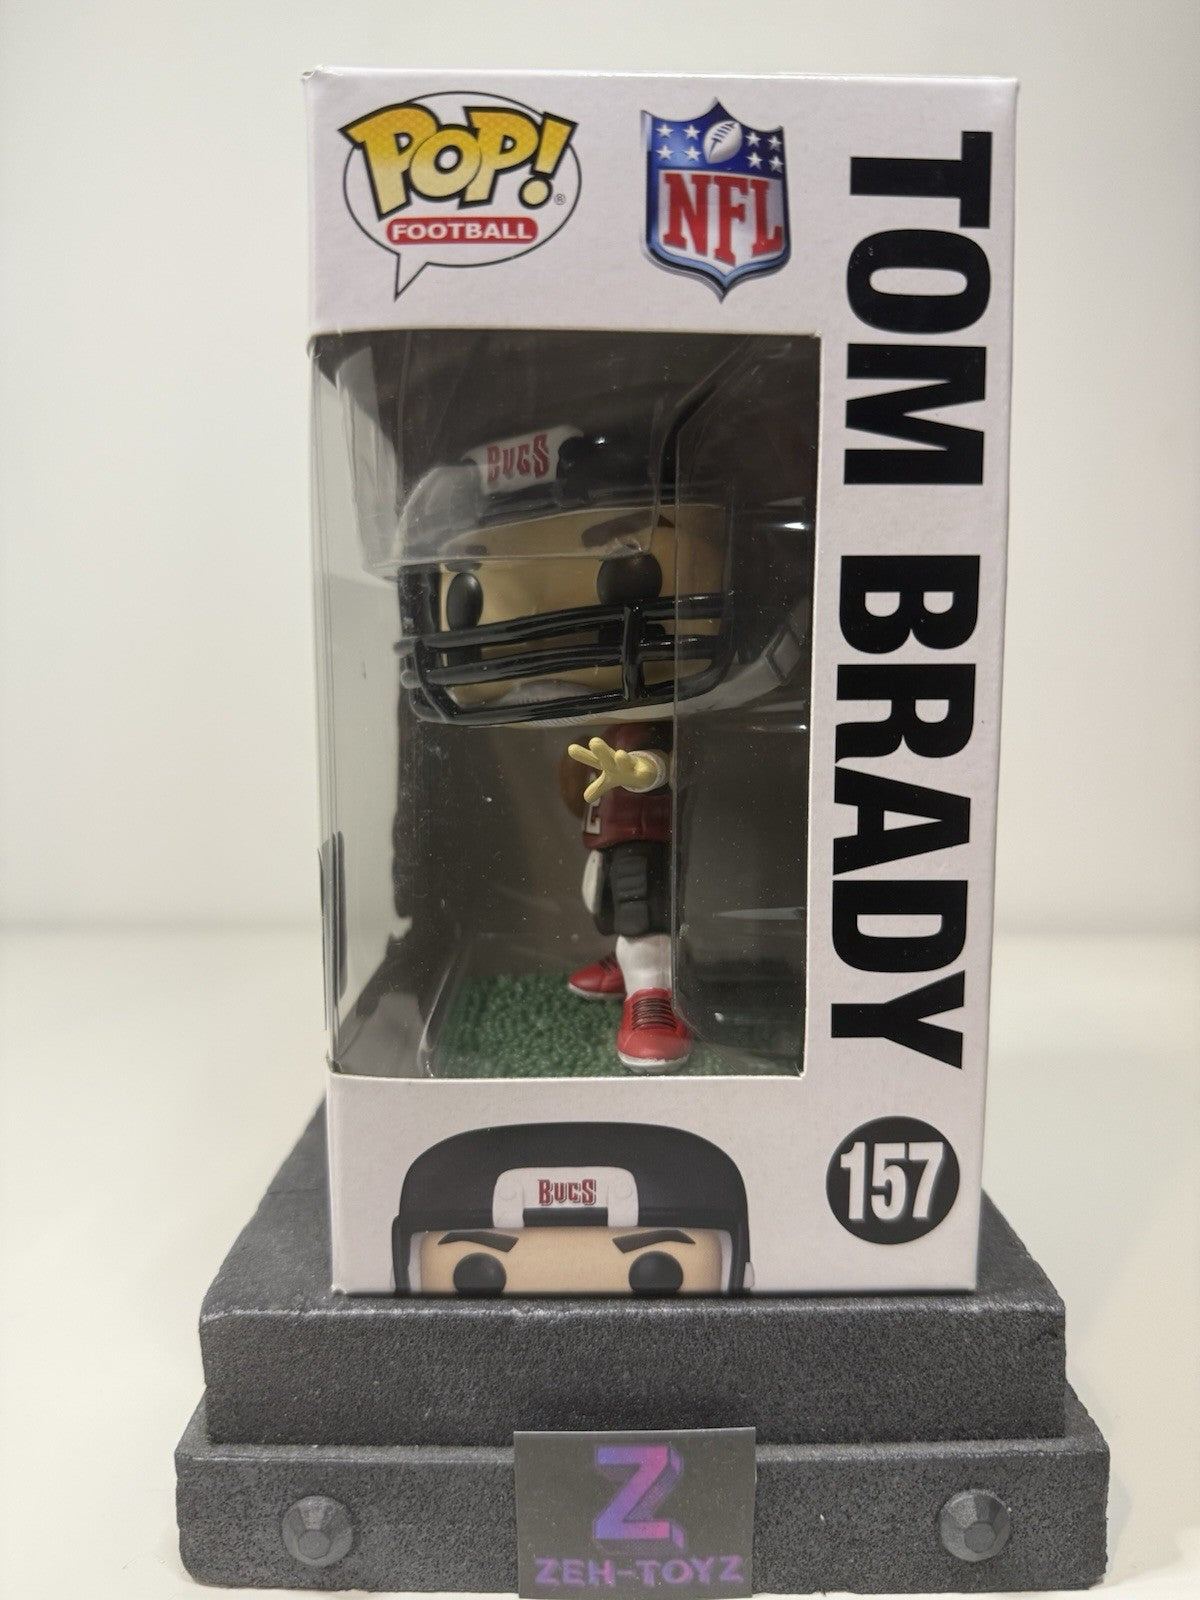 POP!®
FOOTBALL
NFL
TOM BRADY
BUCS
BUCS
157
Z
ZEH-TOYZ